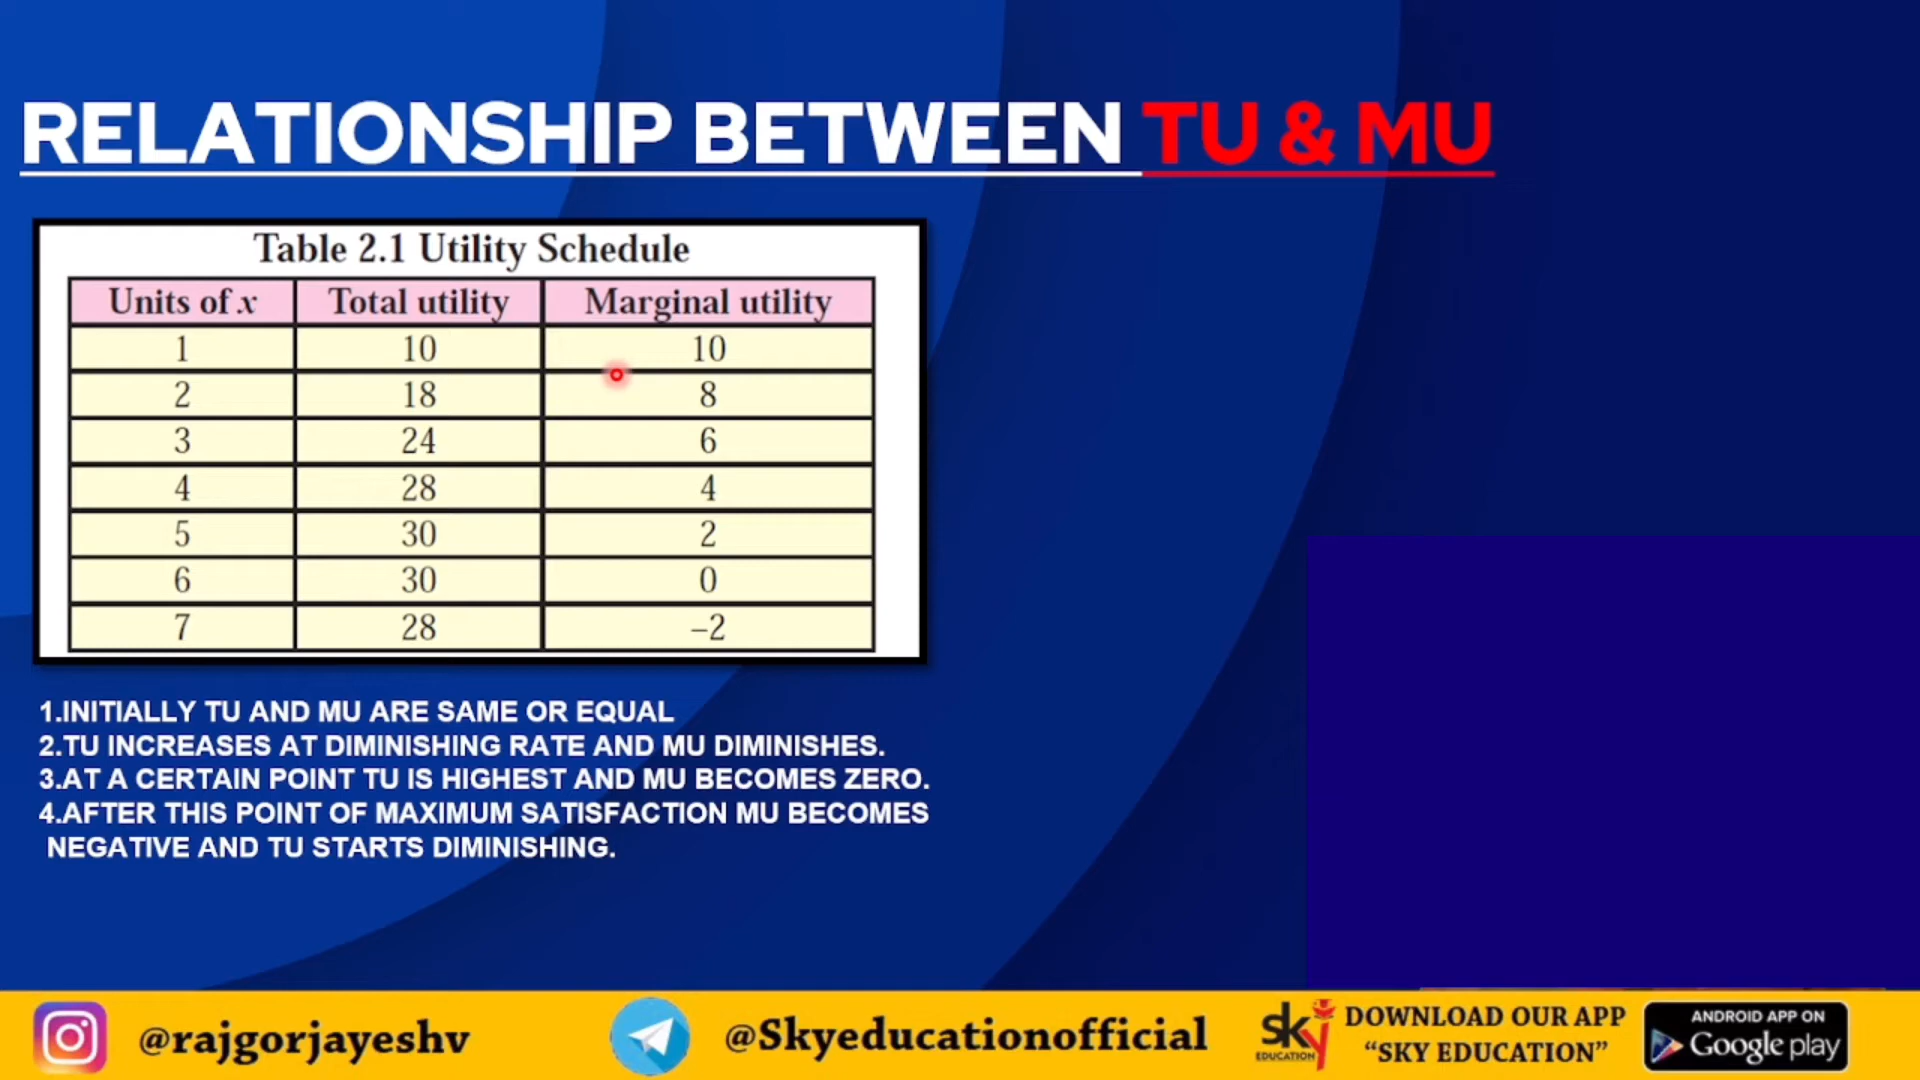 RELATIONSHIP BETWEEN TU & MU
Table 2.1 Utility Schedule
Units of x Total utility Marginal utility
1 10 10
2 18 8
3 24 6
4 28 4
5 30 2
6 30 0
7 28 –2
1.INITIALLY TU AND MU ARE SAME OR EQUAL
2.TU INCREASES AT DIMINISHING RATE AND MU DIMINISHES.
3.AT A CERTAIN POINT TU IS HIGHEST AND MU BECOMES ZERO.
4.AFTER THIS POINT OF MAXIMUM SATISFACTION MU BECOMES
NEGATIVE AND TU STARTS DIMINISHING.
@rajgorjayeshv
@Skyeducationofficial
sky
EDUCATION
DOWNLOAD OUR APP
“SKY EDUCATION”
ANDROID APP ON
Google play